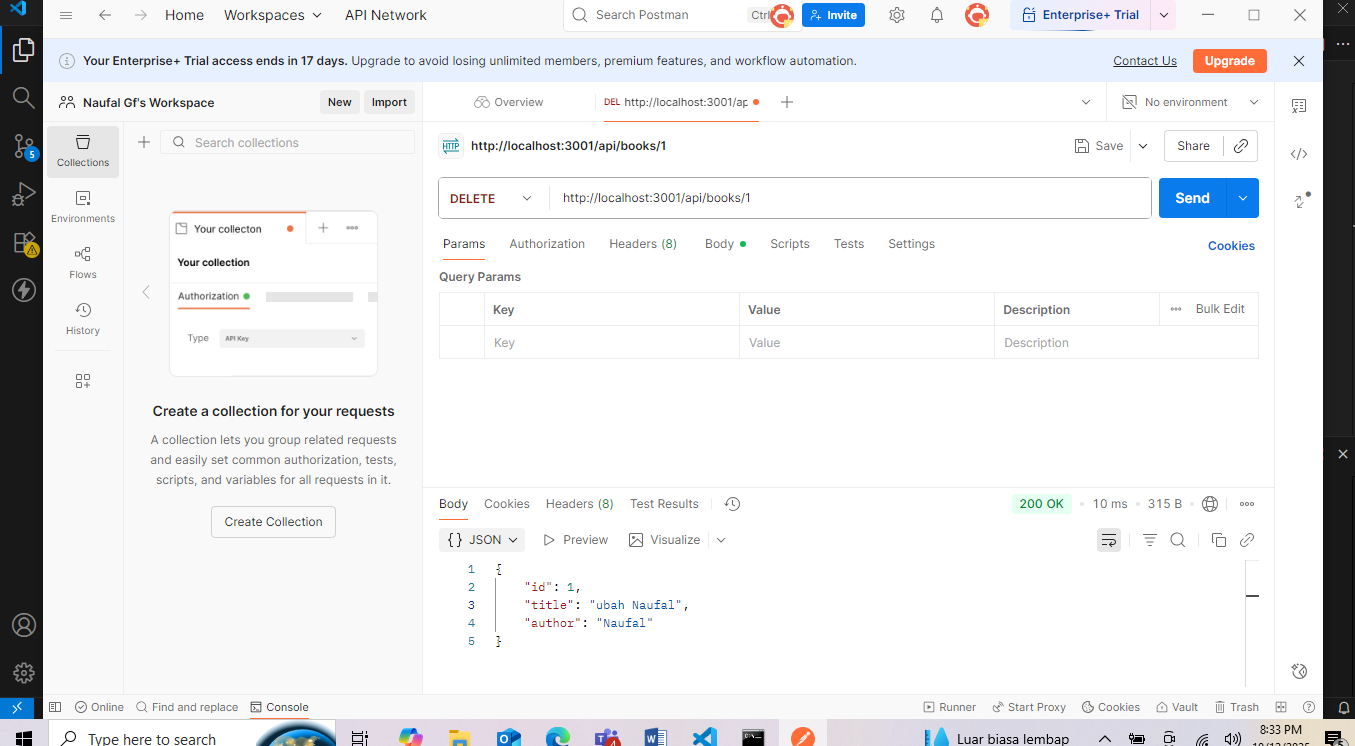 Home Workspaces API Network Search Postman Ctrl Invite Enterprise+ Trial
Your Enterprise+ Trial access ends in 17 days. Upgrade to avoid losing unlimited members, premium features, and workflow automation. Contact Us Upgrade
Naufal Gf's Workspace New Import Overview DEL http://localhost:3001/ap No environment
Collections
Search collections
HTTP http://localhost:3001/api/books/1 Save Share
5
DELETE http://localhost:3001/api/books/1 Send
Environments
Flows
History
Params Authorization Headers (8) Body Scripts Tests Settings Cookies
Query Params
Key Value Description Bulk Edit
Key Value Description
Your collecton
Your collection
Authorization
Type API Key
Create a collection for your requests
A collection lets you group related requests
and easily set common authorization, tests,
scripts, and variables for all requests in it.
Create Collection
Body Cookies Headers (8) Test Results 200 OK 10 ms 315 B
{} JSON Preview Visualize
1 {
2 "id": 1,
3 "title": "ubah Naufal",
4 "author": "Naufal"
5 }
Online Find and replace Console Runner Start Proxy Cookies Vault Trash
Type here to search Luar biasa lembap 8:33 PM